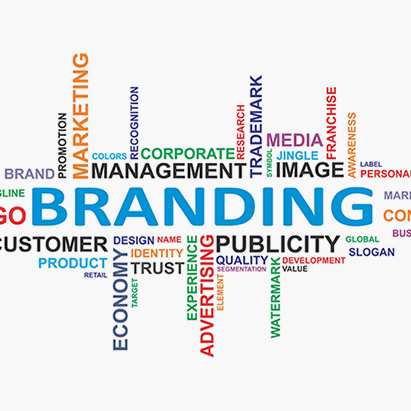 MARKETING
PROMOTION
COLORS
RECOGNITION
CORPORATE
RESEARCH
TRADEMARK
SYMBOL
MEDIA
JINGLE
FRANCHISE
AWARENESS
LABEL
BRAND
MANAGEMENT
IMAGE
PERSONA
GLINE
GO
BRANDING
MAR
CON
BUS
CUSTOMER
DESIGN
NAME
PUBLICITY
GLOBAL
PRODUCT
IDENTITY
QUALITY
SLOGAN
RETAIL
TRUST
SEGMENTATION
DEVELOPMENT
VALUE
ECONOMY
TARGET
EXPERIENCE
ADVERTISING
ELEMENT
WATERMARK